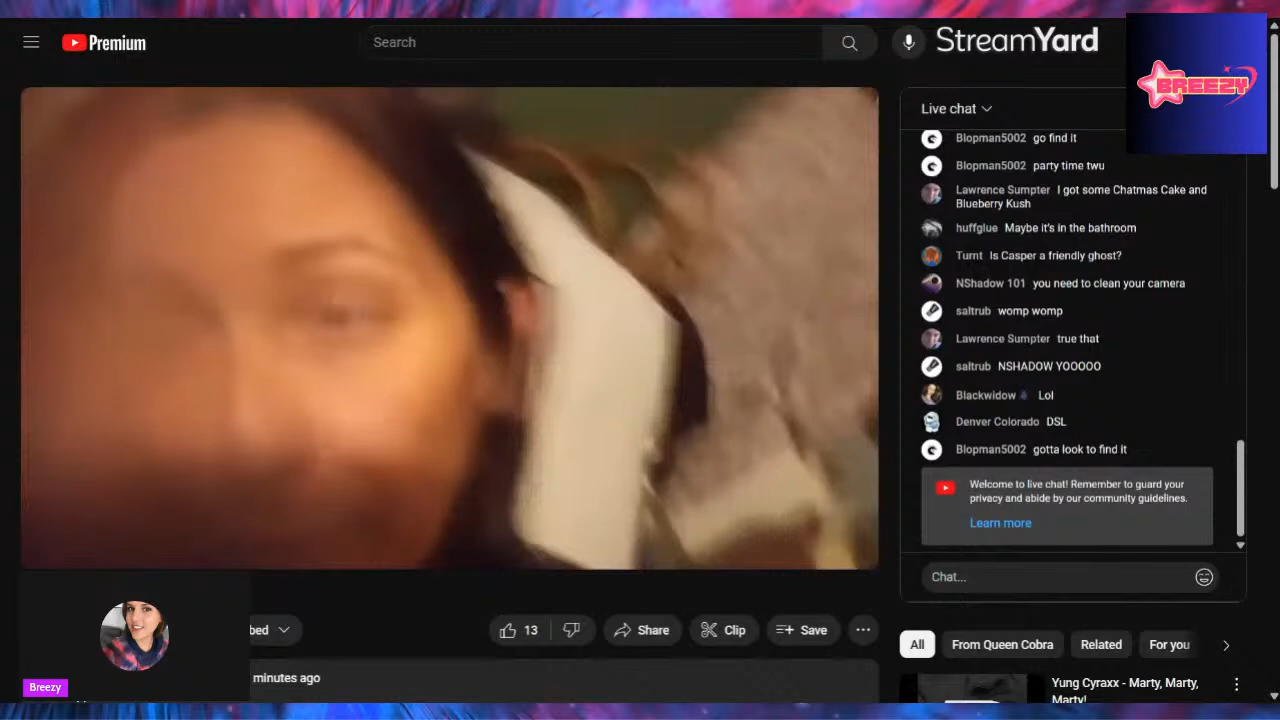 Premium
Search
StreamYard
BREEZY
Live chat
Blopman5002 go find it
Blopman5002 party time twu
Lawrence Sumpter I got some Chatmas Cake and
Blueberry Kush
huffglue Maybe it's in the bathroom
Turnt Is Casper a friendly ghost?
NShadow 101 you need to clean your camera
saltrub womp womp
Lawrence Sumpter true that
saltrub NSHADOW YOOOOO
Blackwidow Lol
Denver Colorado DSL
Blopman5002 gotta look to find it
Welcome to live chat! Remember to guard your
privacy and abide by our community guidelines.
Learn more
Chat...
bed
13
Share
Clip
Save
All
From Queen Cobra
Related
For you
minutes ago
Breezy
Yung Cyraxx - Marty, Marty,
Marty!